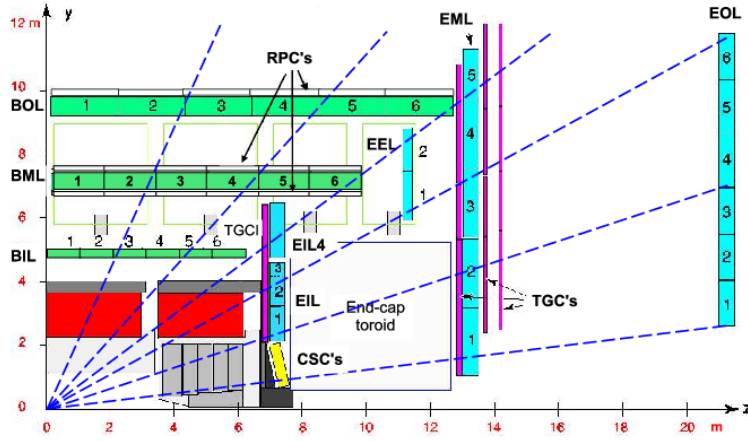 12 m
y
EML
EOL
RPC's
BOL 1 2 3 4 5 6
5
6
5
8
EEL
2
4
4
BML 1 2 3 4 5 6
1
3
3
6
TGCI
BIL 1 2 3 4 5 6
EIL4
2
2
4
3
2
EIL
End-cap
toroid
TGC's
1
1
1
2
CSC's
0
z
0 2 4 6 8 10 12 14 16 18 20 m